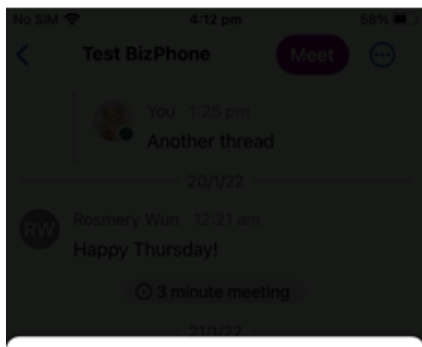 No SIM 4:12 pm 58%
Test BizPhone Meet
You 1:25 pm
Another thread
20/1/22
RW Rosmery Wun 12:21 am
Happy Thursday!
3 minute meeting
21/1/22